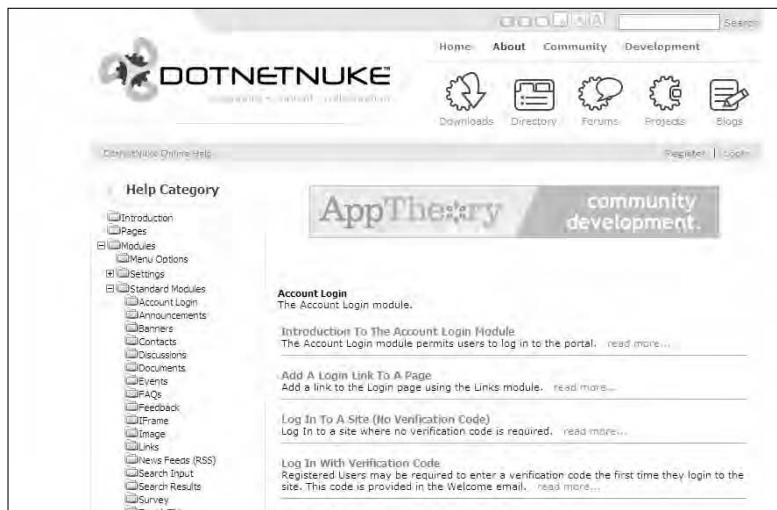 Search
Home About Community Development
DOTNETNUKE
Downloads Directory Forums Projects Blogs
DotNetNuke Online Help
Register | Login
Help Category
Introduction
Pages
Modules
Menu Options
Settings
Standard Modules
Account Login
Announcements
Banners
Contacts
Discussions
Documents
Events
FAQs
Feedback
IFrame
Image
Links
News Feeds (RSS)
Search Input
Search Results
Survey
AppTheory
community
development.
Account Login
The Account Login module.
Introduction To The Account Login Module
The Account Login module permits users to log in to the portal. read more...
Add A Login Link To A Page
Add a link to the Login page using the Links module. read more...
Log In To A Site (No Verification Code)
Log In to a site where no verification code is required. read more...
Log In With Verification Code
Registered Users may be required to enter a verification code the first time they login to the
site. This code is provided in the Welcome email. read more...